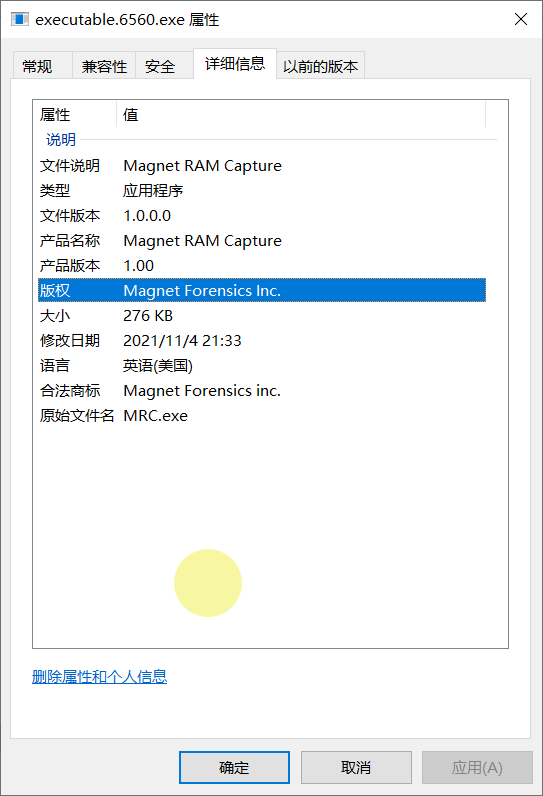 executable.6560.exe 属性
常规 兼容性 安全 详细信息 以前的版本
属性 值
说明
文件说明 Magnet RAM Capture
类型 应用程序
文件版本 1.0.0.0
产品名称 Magnet RAM Capture
产品版本 1.00
版权 Magnet Forensics Inc.
大小 276 KB
修改日期 2021/11/4 21:33
语言 英语(美国)
合法商标 Magnet Forensics inc.
原始文件名 MRC.exe
删除属性和个人信息
确定 取消 应用(A)